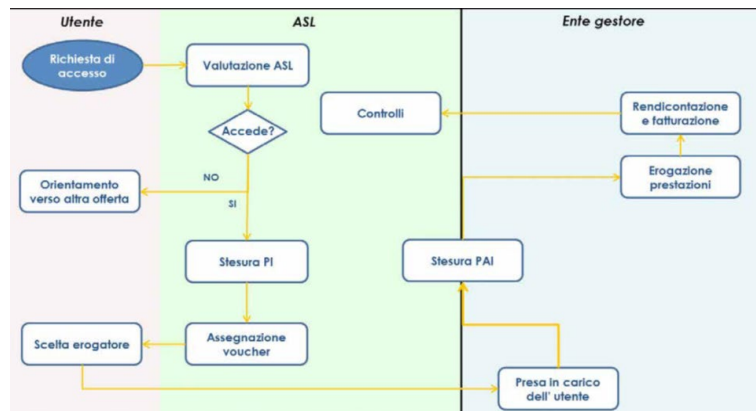 Utente
ASL
Ente gestore
Richiesta di
accesso
Valutazione ASL
Accede?
Controlli
Rendicontazione
e fatturazione
Orientamento
verso altra offerta
NO
SI
Erogazione
prestazioni
Stesura PI
Stesura PAI
Scelta erogatore
Assegnazione
voucher
Presa in carico
dell' utente